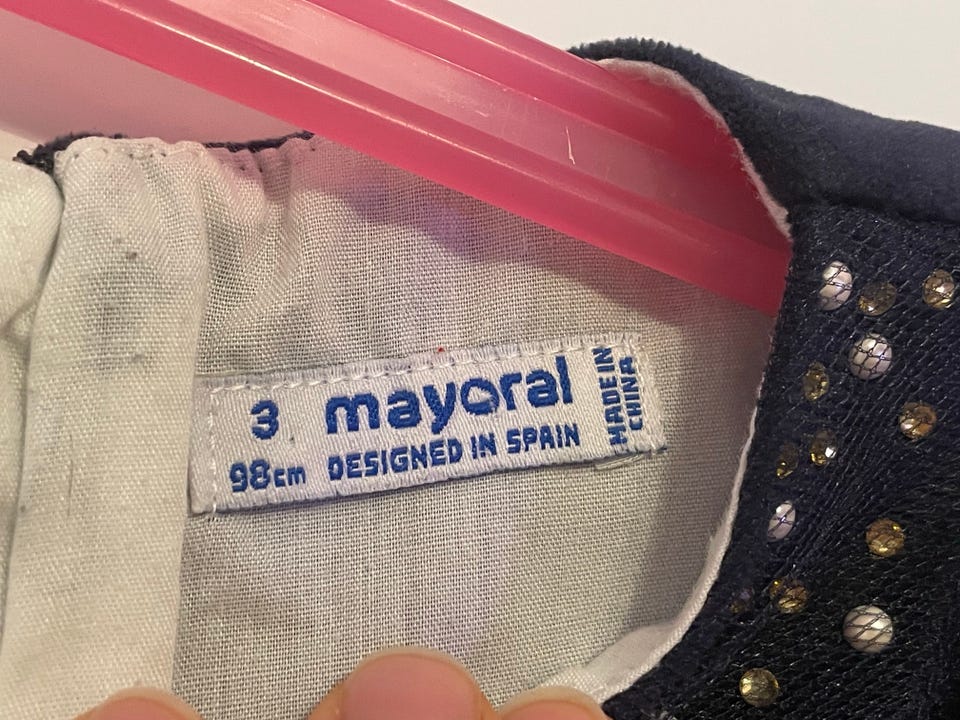 3 mayoral
98cm DESIGNED IN SPAIN
MADE IN
CHINA